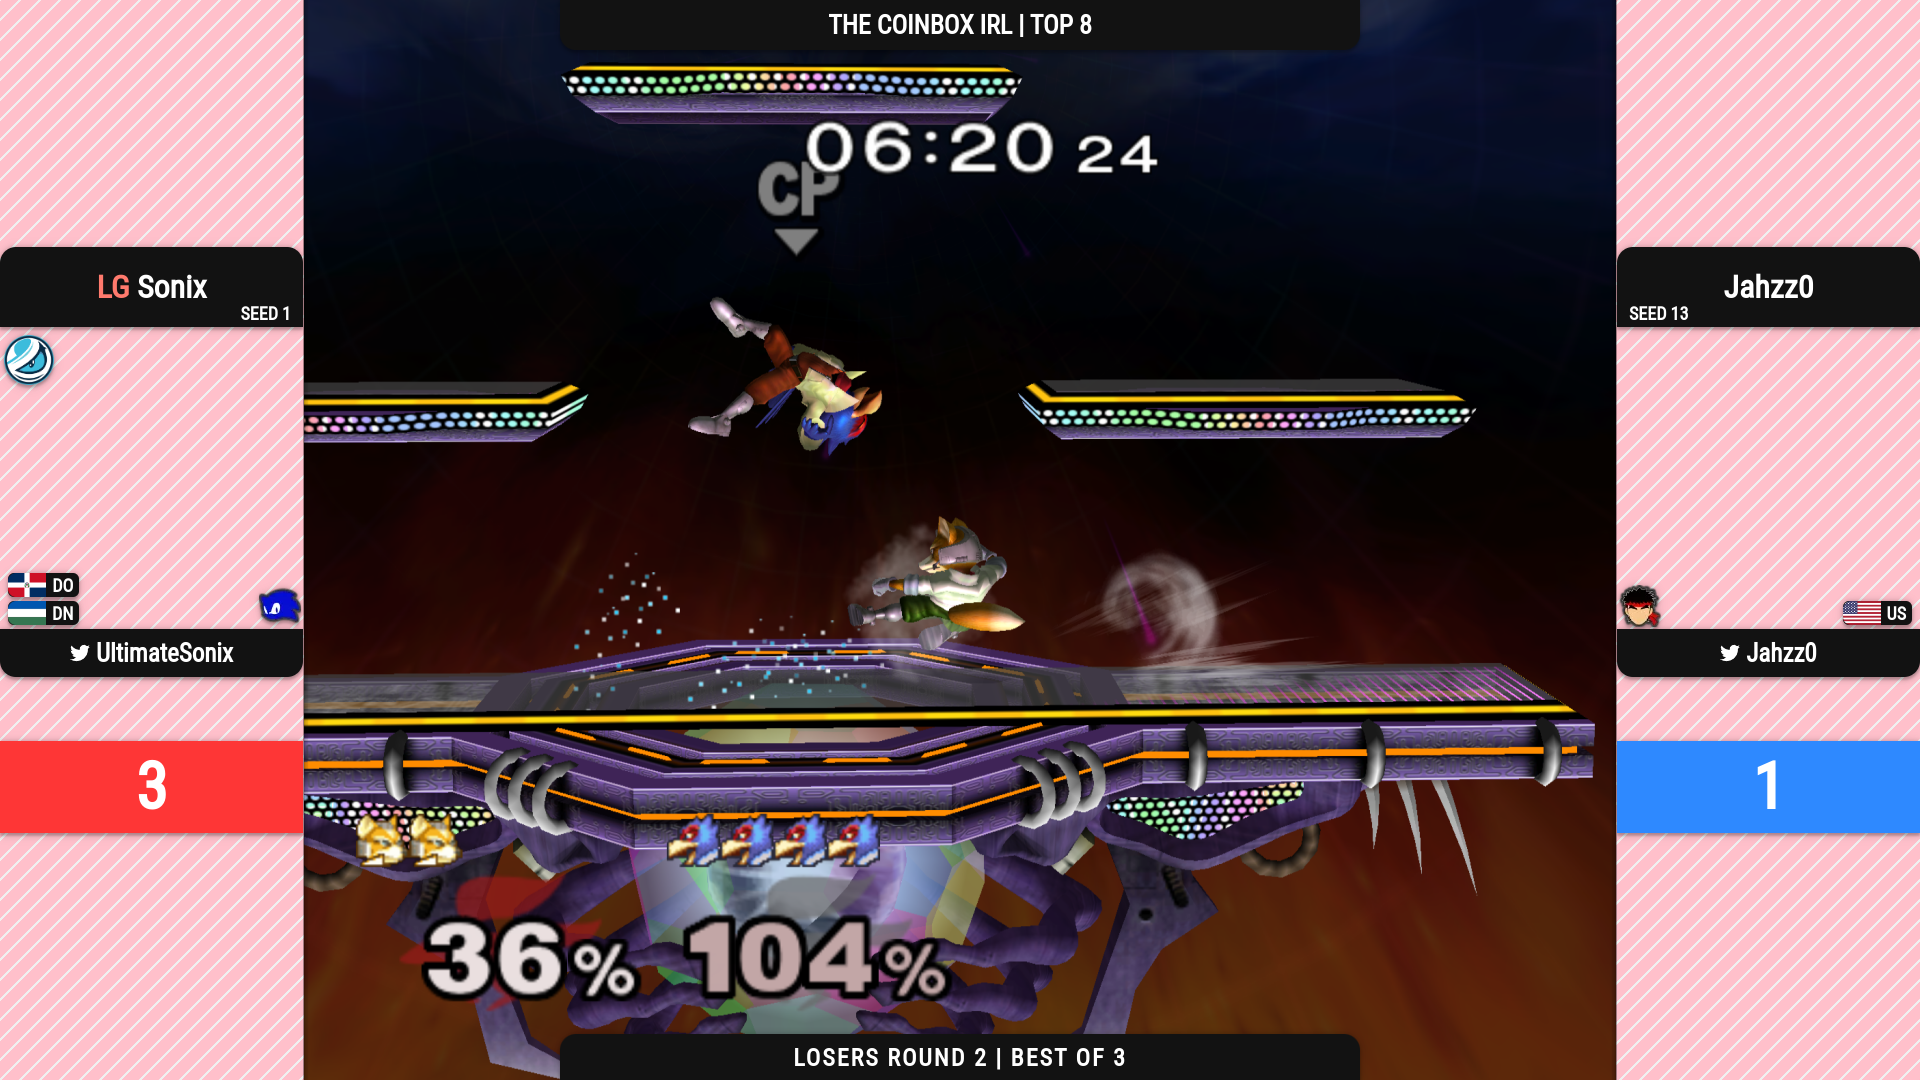 THE COINBOX IRL | TOP 8
06:20 24
CP
LG Sonix
SEED 1
Jahzz0
SEED 13
DO
DN
US
UltimateSonix
Jahzz0
3
1
36%
104%
LOSERS ROUND 2 | BEST OF 3